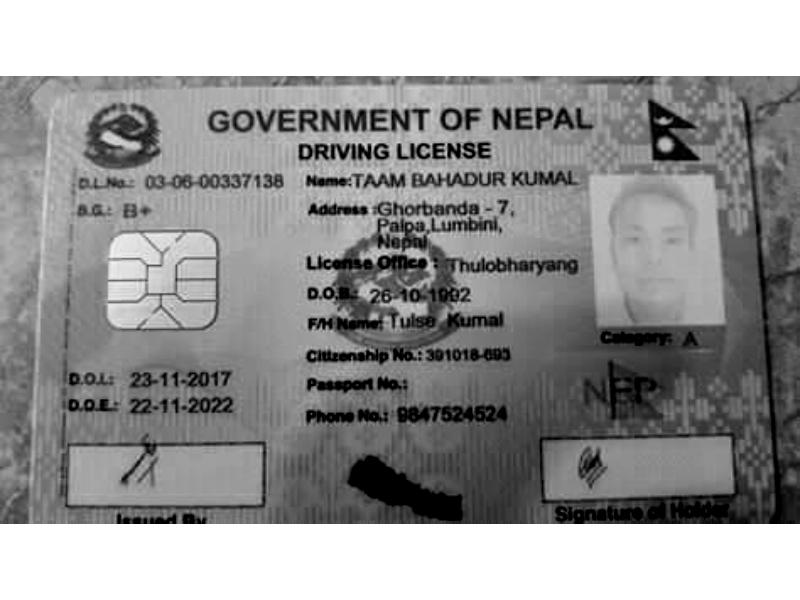 GOVERNMENT OF NEPAL
DRIVING LICENSE
D.L.No.: 03-06-00337138
B.G.: B+
Name:TAAM BAHADUR KUMAL
Address :Ghorbanda - 7,
Palpa,Lumbini,
Nepal
License Office : Thulobharyang
D.O.B.: 26-10-1992
F/H Name: Tulse Kumal
Citizenship No.: 391018-693
Passport No.:
Phone No.: 9847524524
Category: A
NEP
D.O.I.: 23-11-2017
D.O.E.: 22-11-2022
Issued By
Signature of Holder